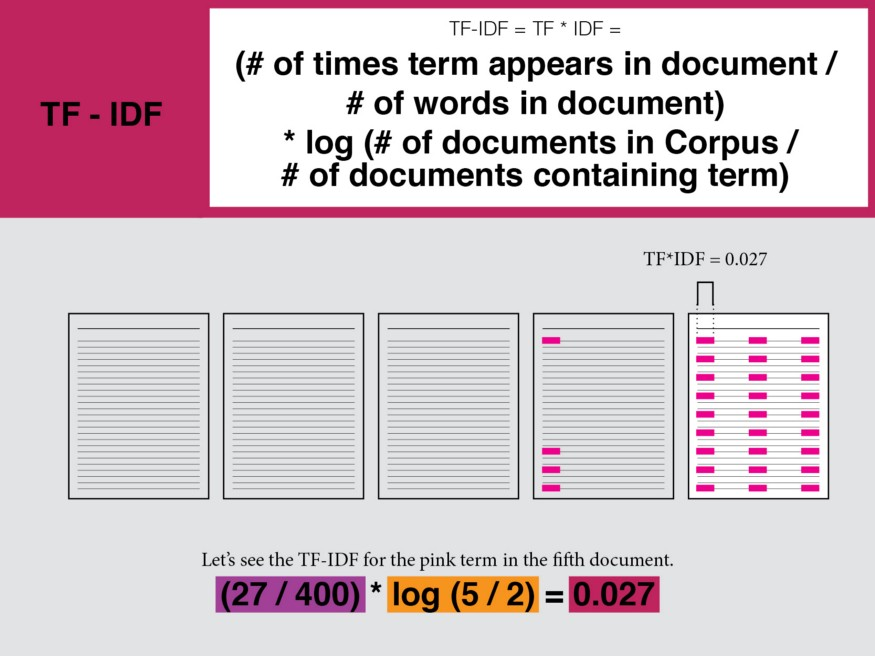 TF - IDF
TF-IDF = TF * IDF =
(# of times term appears in document /
# of words in document)
* log (# of documents in Corpus /
# of documents containing term)
TF*IDF = 0.027
Let's see the TF-IDF for the pink term in the fifth document.
(27 / 400) * log (5 / 2) = 0.027